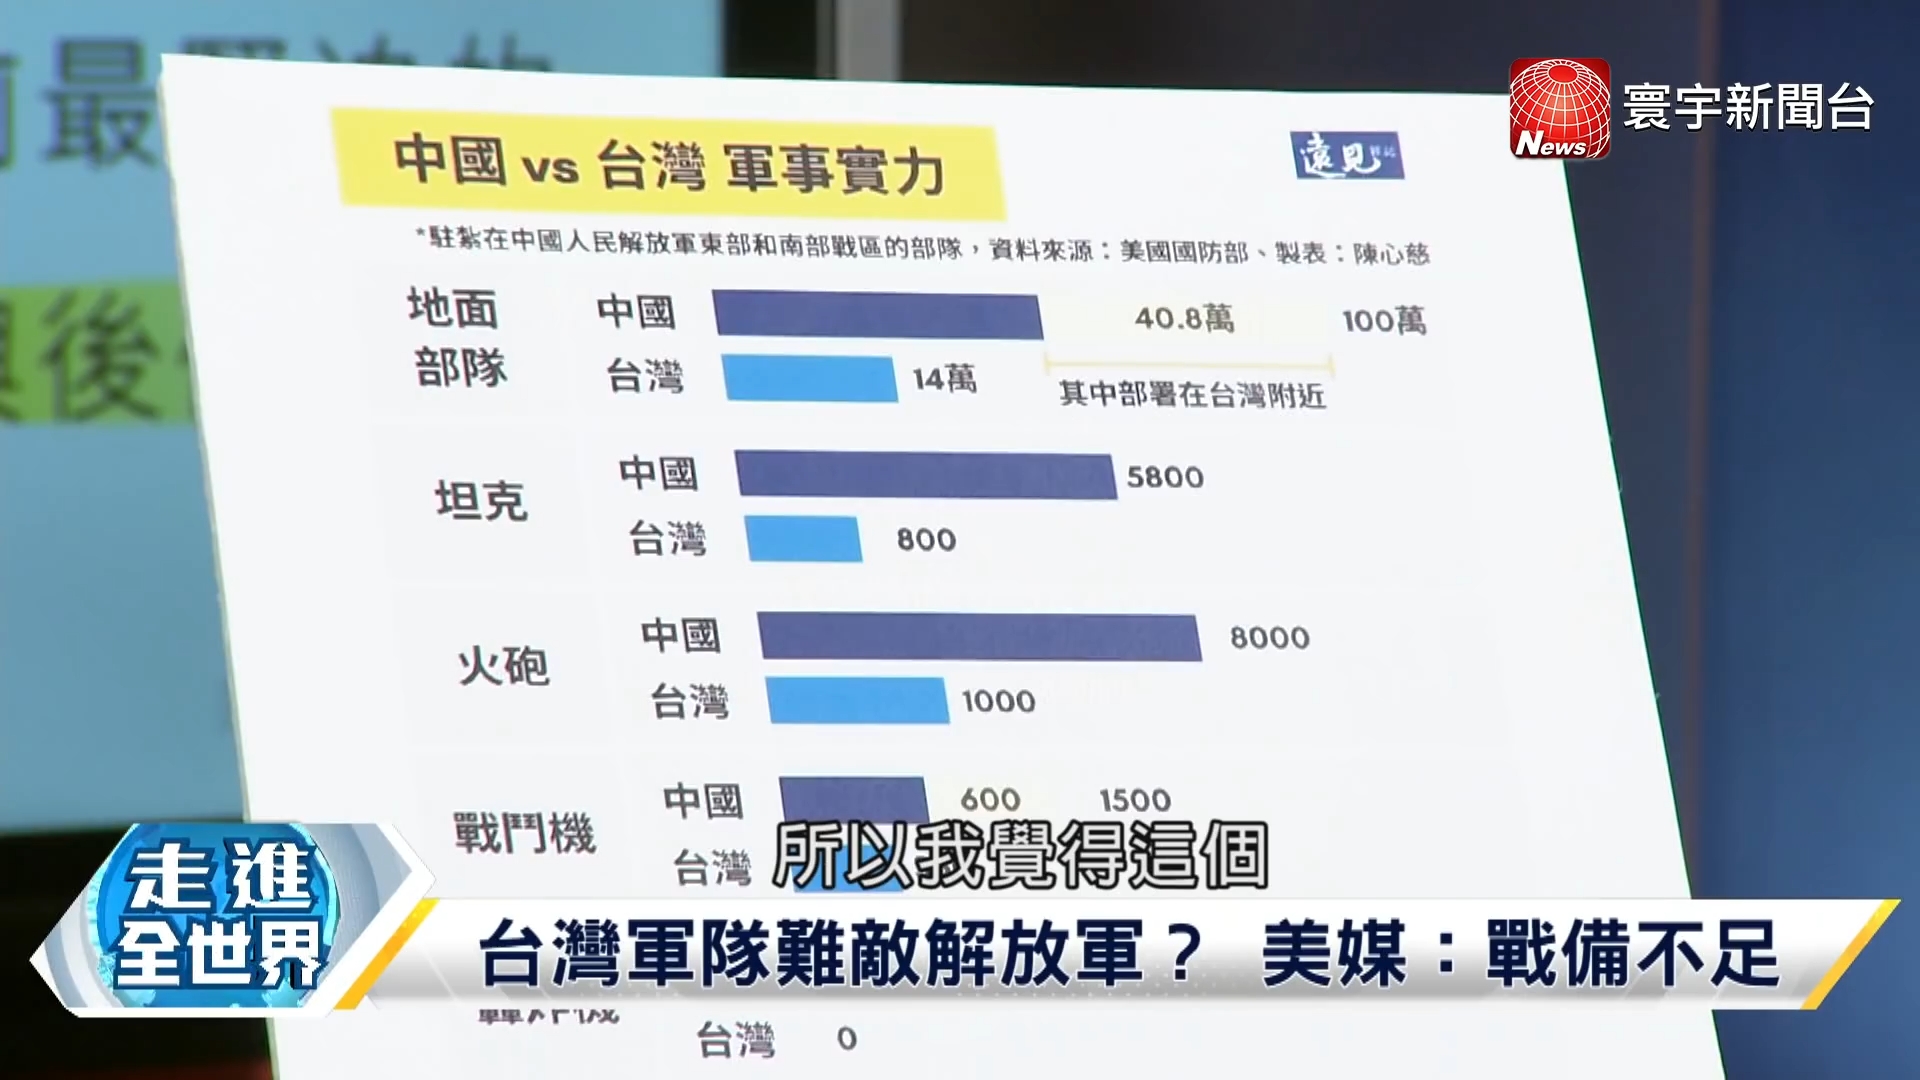 最
後
中國 vs 台灣 軍事實力
遠見
News
寰宇新聞台
*駐紮在中國人民解放軍東部和南部戰區的部隊，資料來源：美國國防部、製表：陳心慈
地面
部隊
中國 40.8萬 100萬
台灣 14萬
其中部署在台灣附近
坦克
中國 5800
台灣 800
火砲
中國 8000
台灣 1000
戰鬥機
中國 600 1500
台灣
所以我覺得這個
走進
全世界
台灣軍隊難敵解放軍？ 美媒：戰備不足
轟炸機
台灣 0